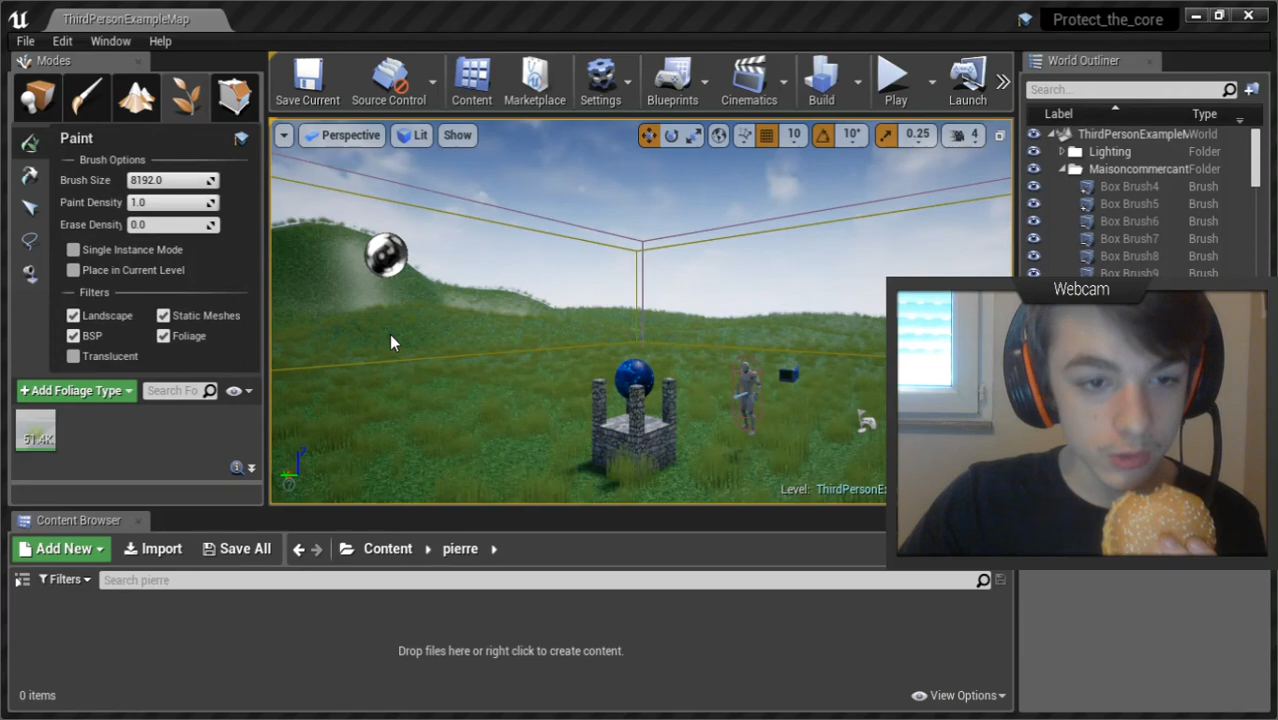 ThirdPersonExampleMap
Protect_the_core
File Edit Window Help
Modes
Save Current
Source Control
Content
Marketplace
Settings
Blueprints
Cinematics
Build
Play
Launch
World Outliner
Search...
Label Type
ThirdPersonExampleM World
Lighting Folder
Maisoncommercant Folder
Box Brush4 Brush
Box Brush5 Brush
Box Brush6 Brush
Box Brush7 Brush
Box Brush8 Brush
Box Brush9 Brush
Paint
Brush Options
Brush Size 8192.0
Paint Density 1.0
Erase Density 0.0
Single Instance Mode
Place in Current Level
Filters
Landscape Static Meshes
BSP Foliage
Translucent
+ Add Foliage Type Search Fo
51.4K
Perspective Lit Show
10 10° 0.25 4
Z
Level: ThirdPersonEx
Webcam
Content Browser
Add New Import Save All Content pierre
Filters Search pierre
Drop files here or right click to create content.
0 items
View Options